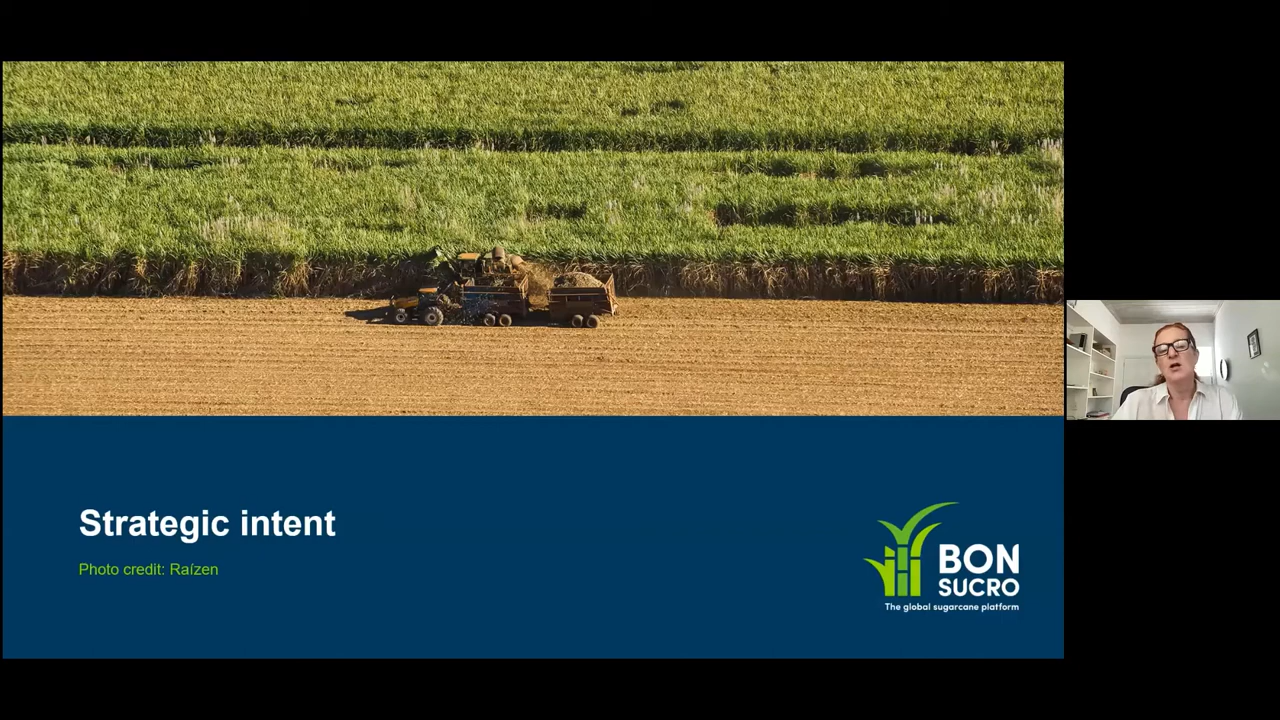 Strategic intent
Photo credit: Raízen
BON
SUCRO
The global sugarcane platform